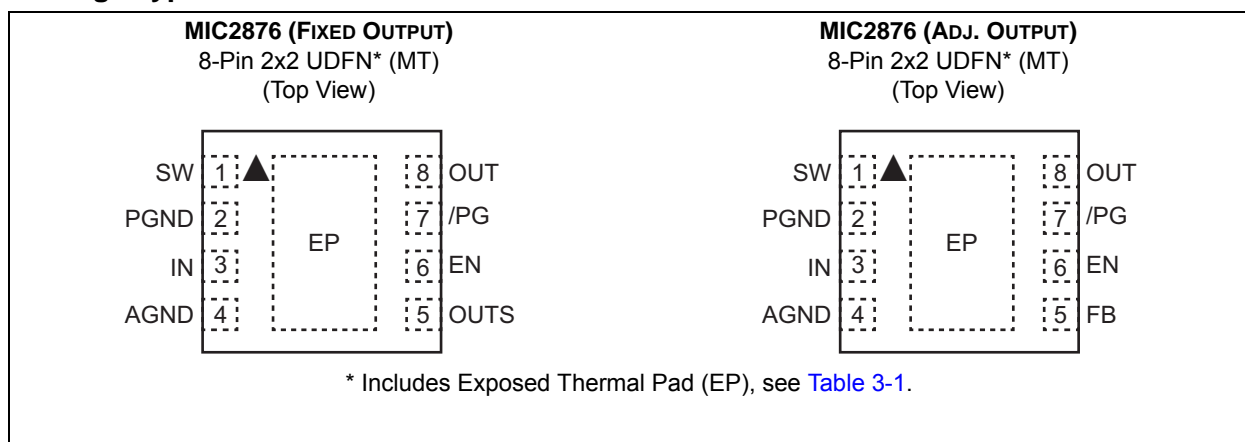 MIC2876 (FIXED OUTPUT)
8-Pin 2x2 UDFN* (MT)
(Top View)
SW 1 8 OUT
PGND 2 7 /PG
EP
IN 3 6 EN
AGND 4 5 OUTS
MIC2876 (ADJ. OUTPUT)
8-Pin 2x2 UDFN* (MT)
(Top View)
SW 1 8 OUT
PGND 2 7 /PG
EP
IN 3 6 EN
AGND 4 5 FB
* Includes Exposed Thermal Pad (EP), see Table 3-1.